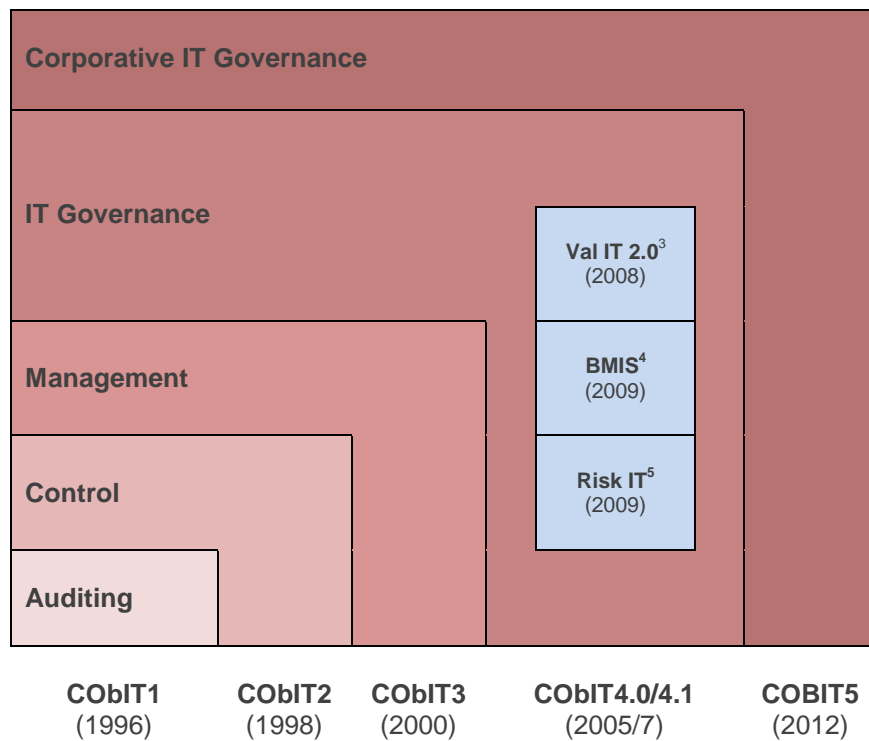 Corporative IT Governance
IT Governance
Val IT 2.0³
(2008)
Management
BMIS⁴
(2009)
Control
Risk IT⁵
(2009)
Auditing
CObIT1
(1996)
CObIT2
(1998)
CObIT3
(2000)
CObIT4.0/4.1
(2005/7)
COBIT5
(2012)